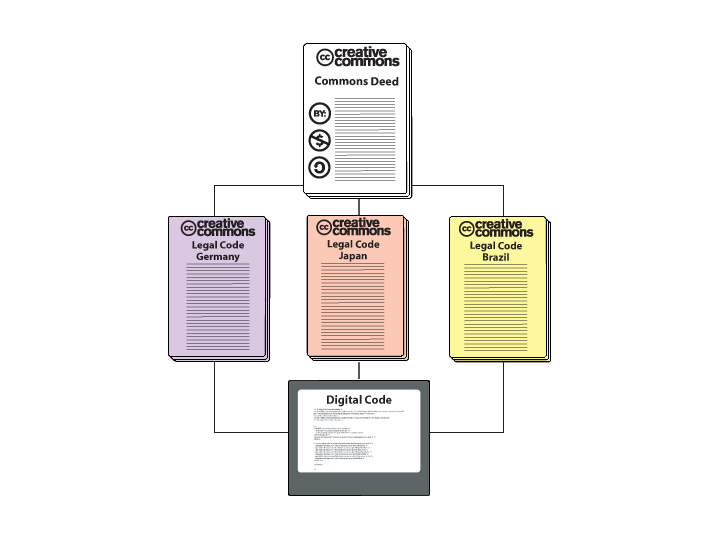 cc creative
commons
Commons Deed
BY:
$
cc creative
commons
Legal Code
Germany
cc creative
commons
Legal Code
Japan
cc creative
commons
Legal Code
Brazil
Digital Code